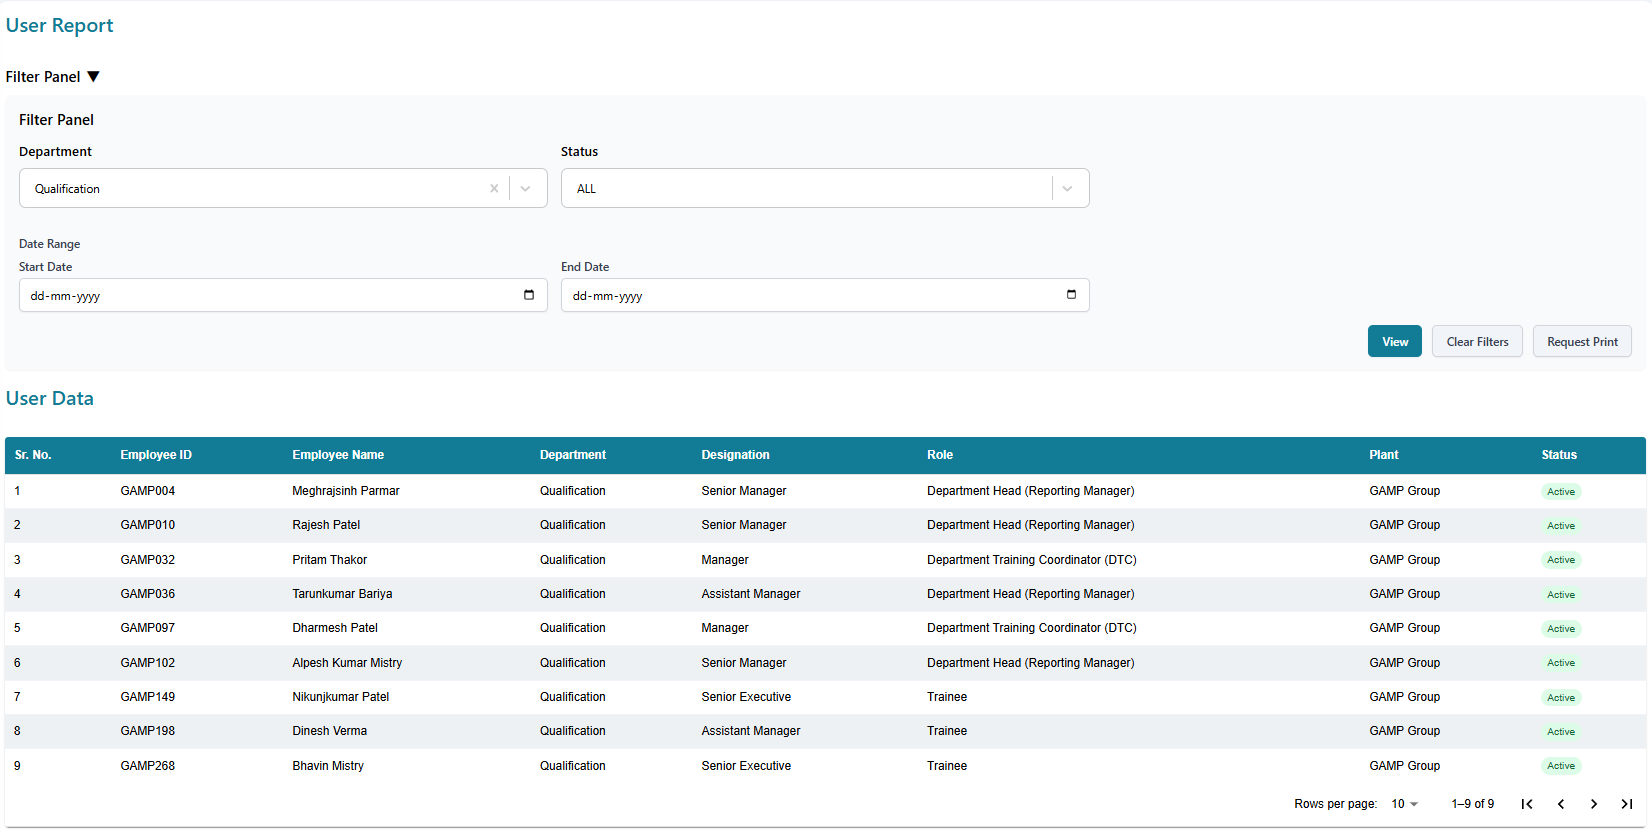 User Report
Filter Panel ▼
Filter Panel
Department Status
Qualification ALL
Date Range
Start Date End Date
dd-mm-yyyy dd-mm-yyyy
View Clear Filters Request Print
User Data
Sr. No. Employee ID Employee Name Department Designation Role Plant Status
1 GAMP004 Meghrajsinh Parmar Qualification Senior Manager Department Head (Reporting Manager) GAMP Group Active
2 GAMP010 Rajesh Patel Qualification Senior Manager Department Head (Reporting Manager) GAMP Group Active
3 GAMP032 Pritam Thakor Qualification Manager Department Training Coordinator (DTC) GAMP Group Active
4 GAMP036 Tarunkumar Bariya Qualification Assistant Manager Department Head (Reporting Manager) GAMP Group Active
5 GAMP097 Dharmesh Patel Qualification Manager Department Training Coordinator (DTC) GAMP Group Active
6 GAMP102 Alpesh Kumar Mistry Qualification Senior Manager Department Head (Reporting Manager) GAMP Group Active
7 GAMP149 Nikunjkumar Patel Qualification Senior Executive Trainee GAMP Group Active
8 GAMP198 Dinesh Verma Qualification Assistant Manager Trainee GAMP Group Active
9 GAMP268 Bhavin Mistry Qualification Senior Executive Trainee GAMP Group Active
Rows per page: 10 1–9 of 9